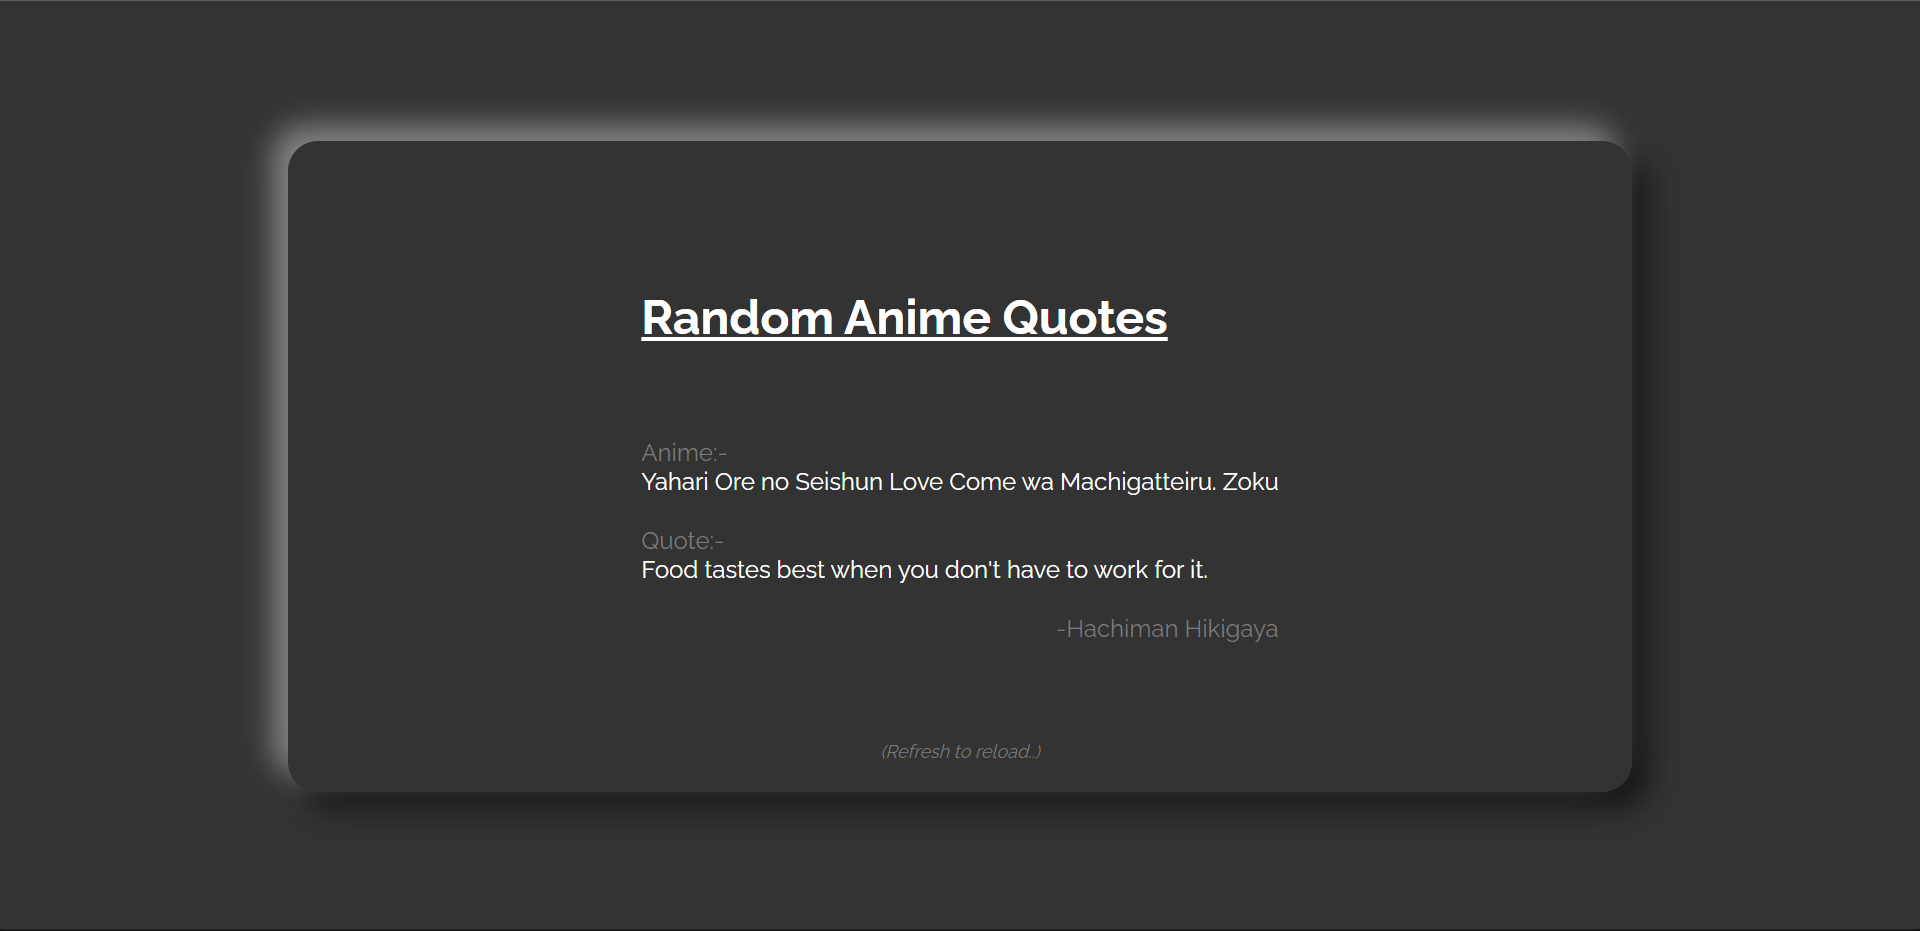 Random Anime Quotes
Anime:-
Yahari Ore no Seishun Love Come wa Machigatteiru. Zoku
Quote:-
Food tastes best when you don't have to work for it.
-Hachiman Hikigaya
(Refresh to reload..)